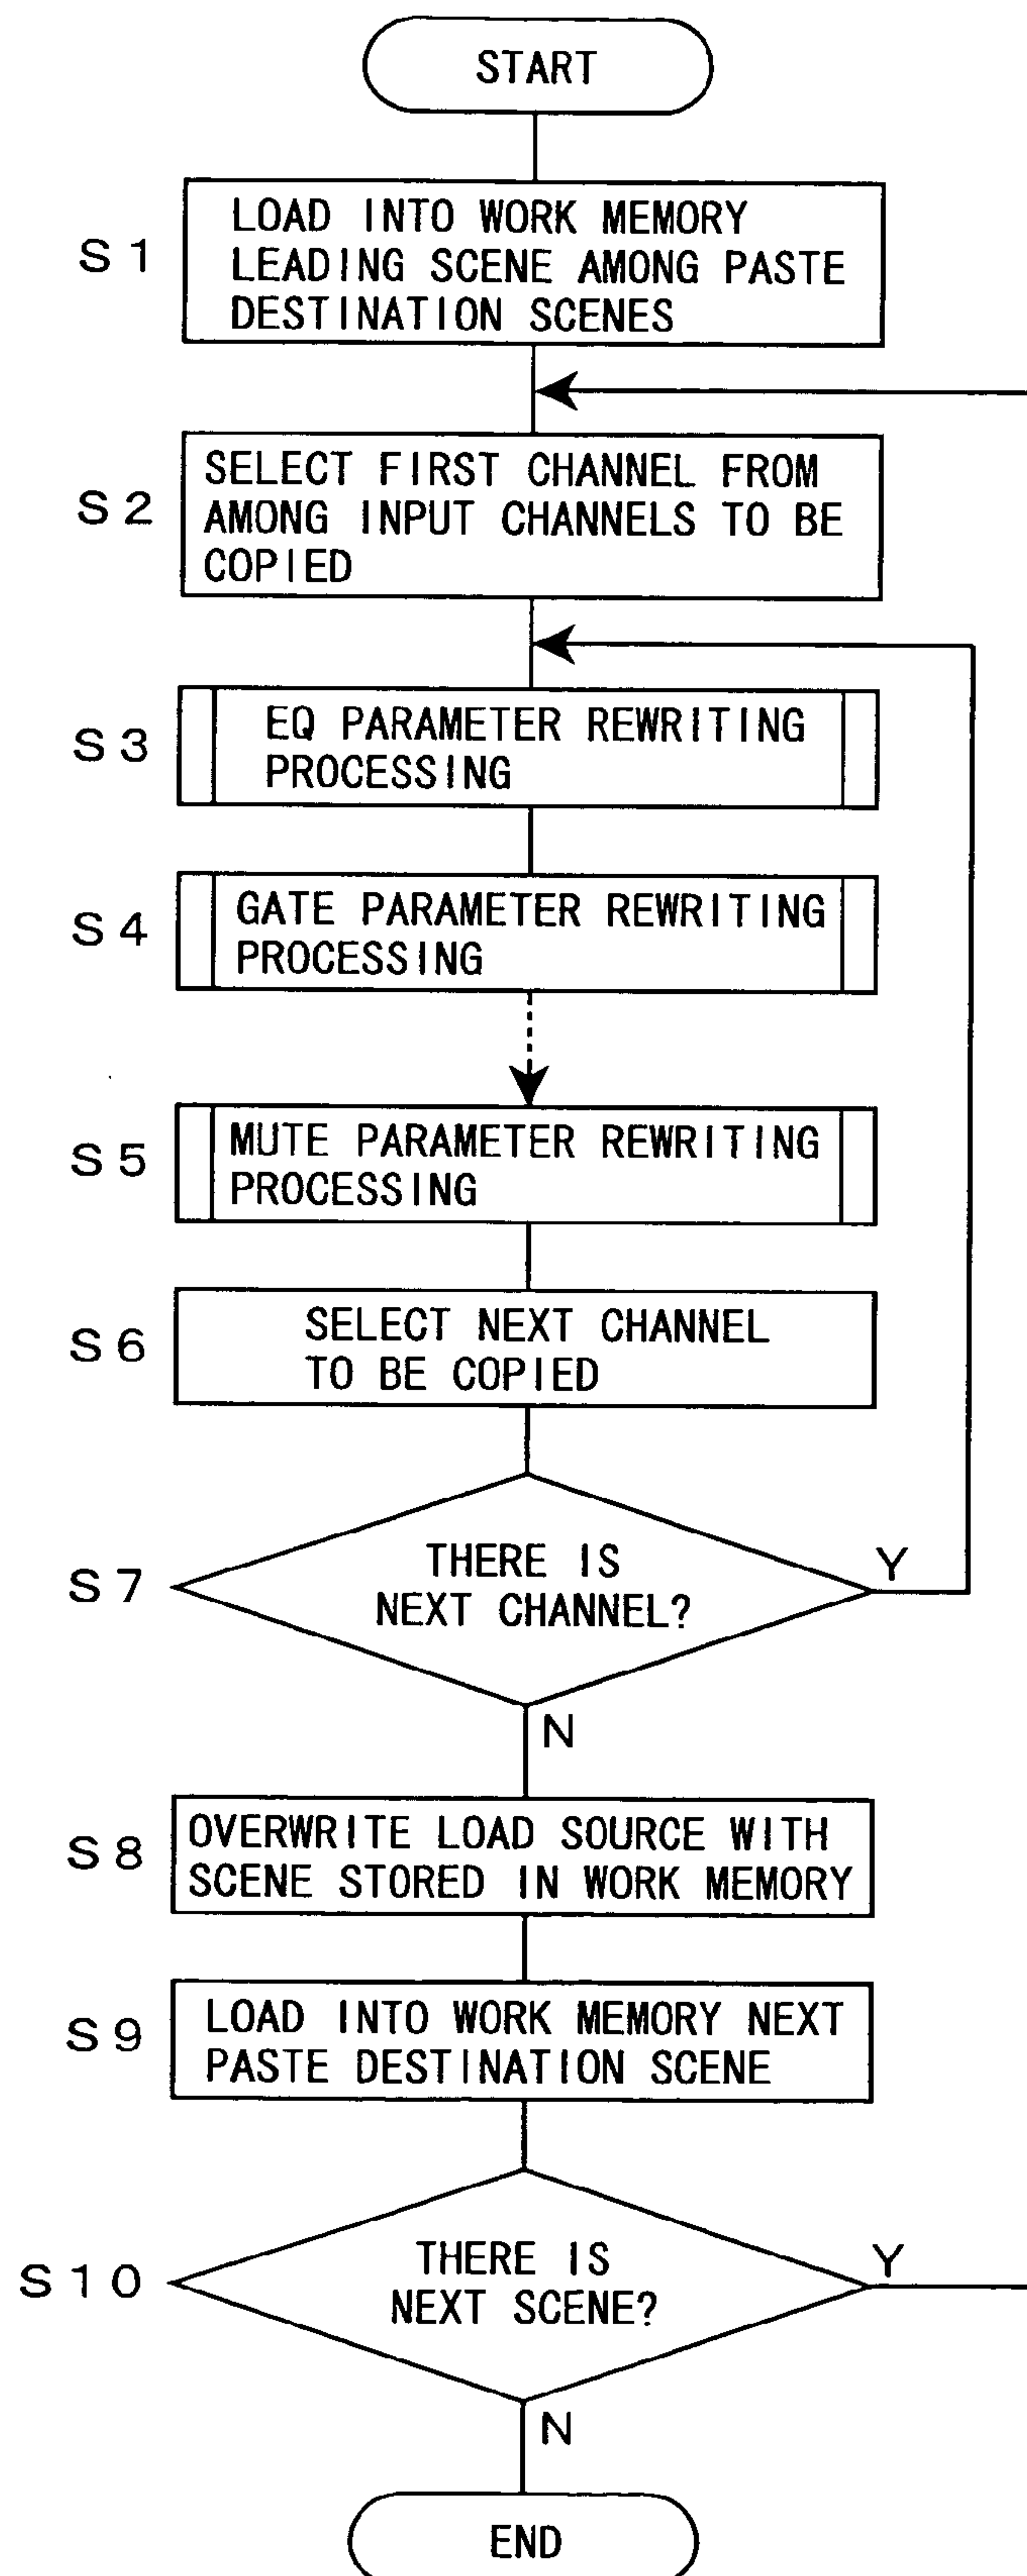 START
S1
LOAD INTO WORK MEMORY
LEADING SCENE AMONG PASTE
DESTINATION SCENES
S2
SELECT FIRST CHANNEL FROM
AMONG INPUT CHANNELS TO BE
COPIED
S3
EQ PARAMETER REWRITING
PROCESSING
S4
GATE PARAMETER REWRITING
PROCESSING
S5
MUTE PARAMETER REWRITING
PROCESSING
S6
SELECT NEXT CHANNEL
TO BE COPIED
S7
THERE IS
NEXT CHANNEL?
Y
N
S8
OVERWRITE LOAD SOURCE WITH
SCENE STORED IN WORK MEMORY
S9
LOAD INTO WORK MEMORY NEXT
PASTE DESTINATION SCENE
S10
THERE IS
NEXT SCENE?
Y
N
END